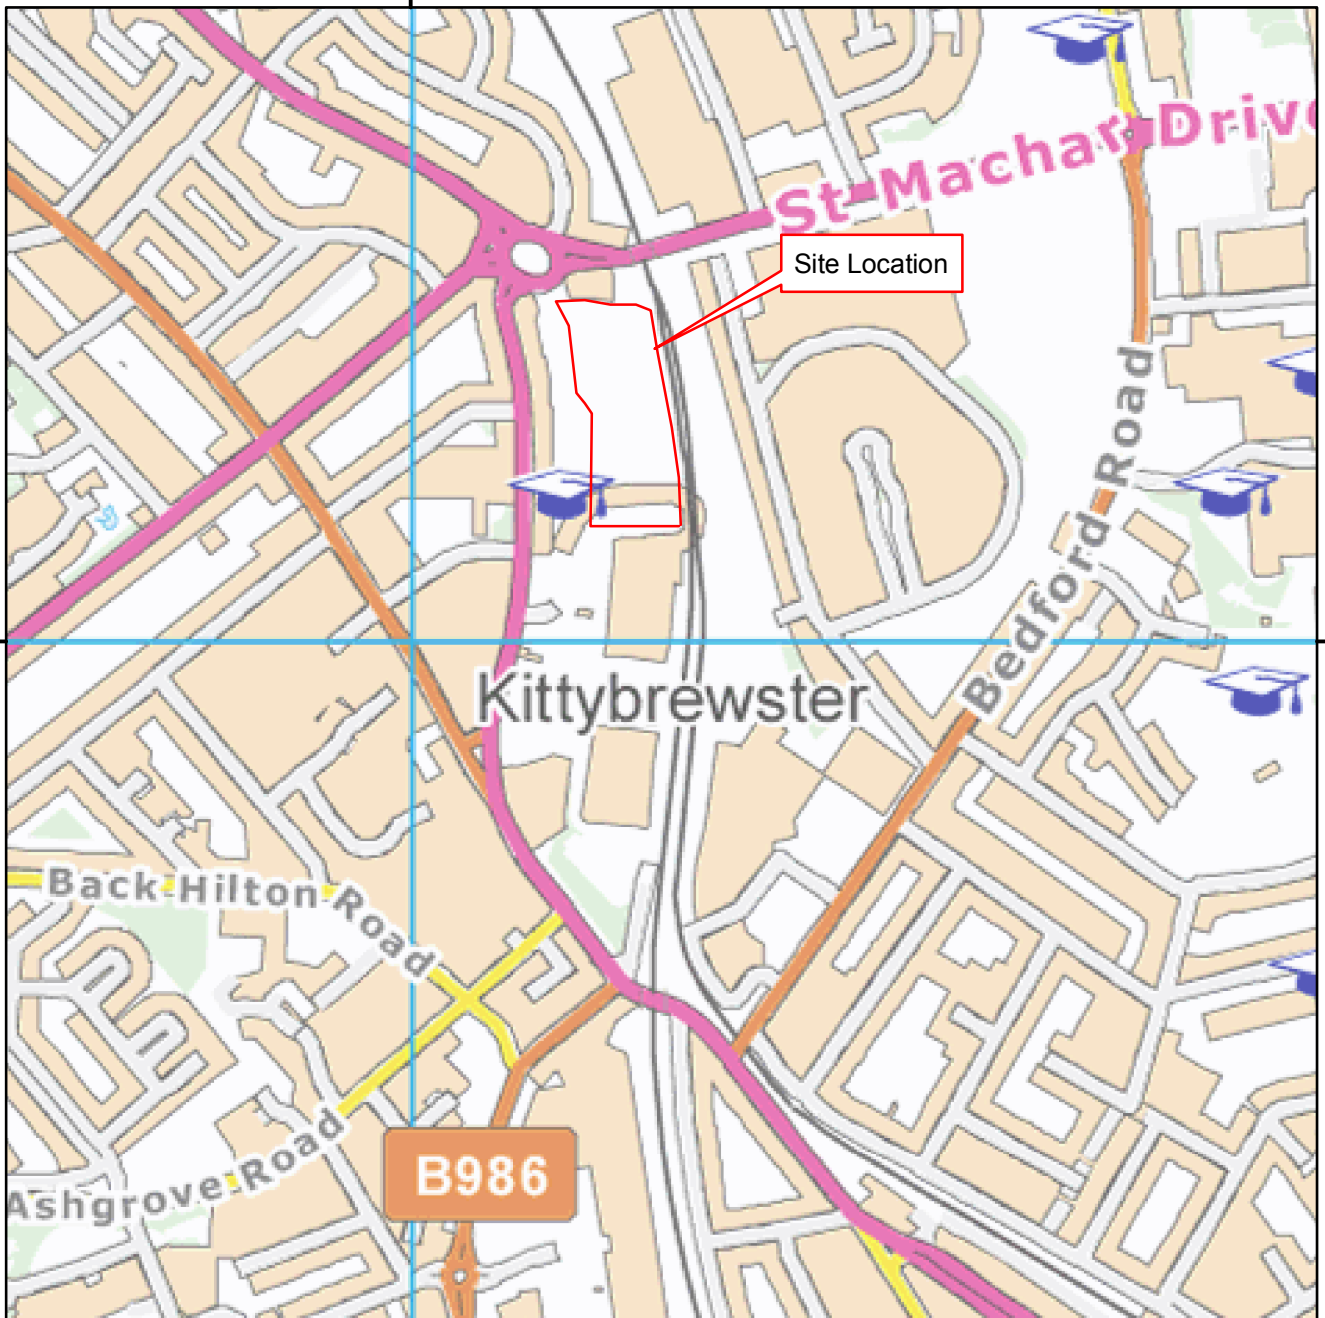 St Machar Drive
Site Location
Bedford Road
Kittybrewster
Back Hilton Road
Ashgrove Road
B986